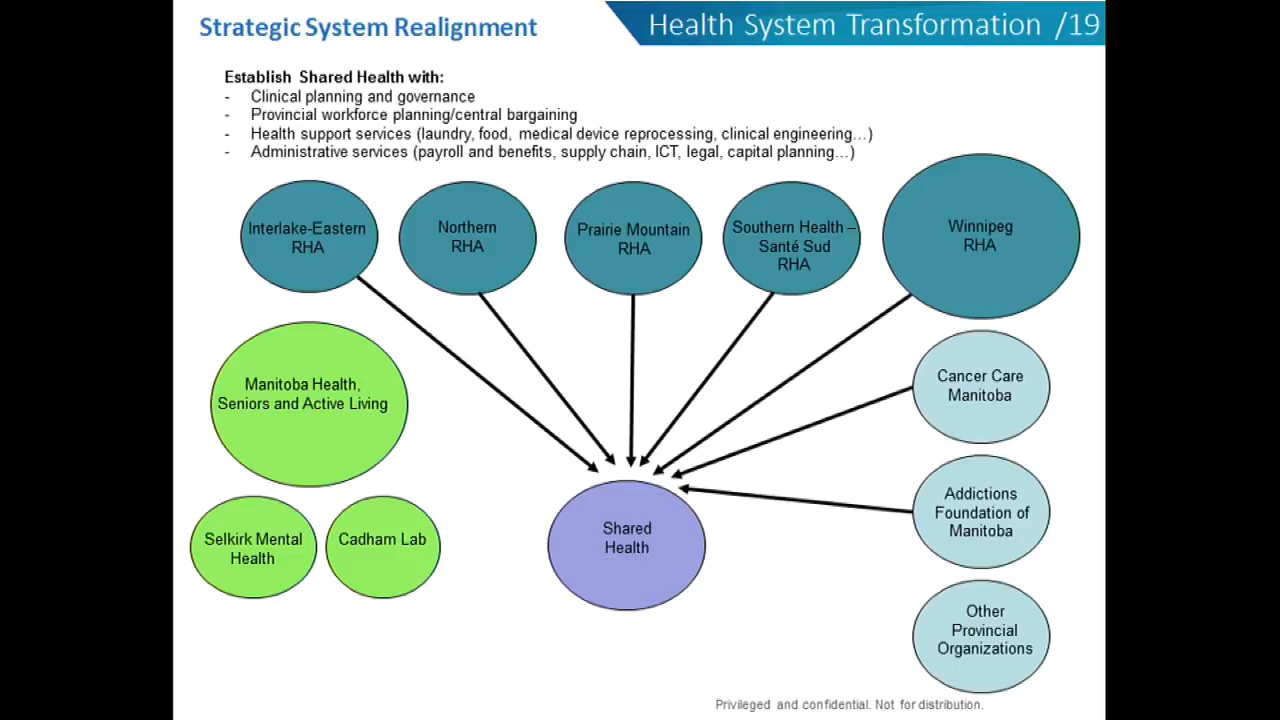 Strategic System Realignment
Health System Transformation /19
Establish Shared Health with:
- Clinical planning and governance
- Provincial workforce planning/central bargaining
- Health support services (laundry, food, medical device reprocessing, clinical engineering…)
- Administrative services (payroll and benefits, supply chain, ICT, legal, capital planning…)
Interlake-Eastern
RHA
Northern
RHA
Prairie Mountain
RHA
Southern Health –
Santé Sud
RHA
Winnipeg
RHA
Manitoba Health,
Seniors and Active Living
Cancer Care
Manitoba
Addictions
Foundation of
Manitoba
Selkirk Mental
Health
Cadham Lab
Shared
Health
Other
Provincial
Organizations
Privileged and confidential. Not for distribution.